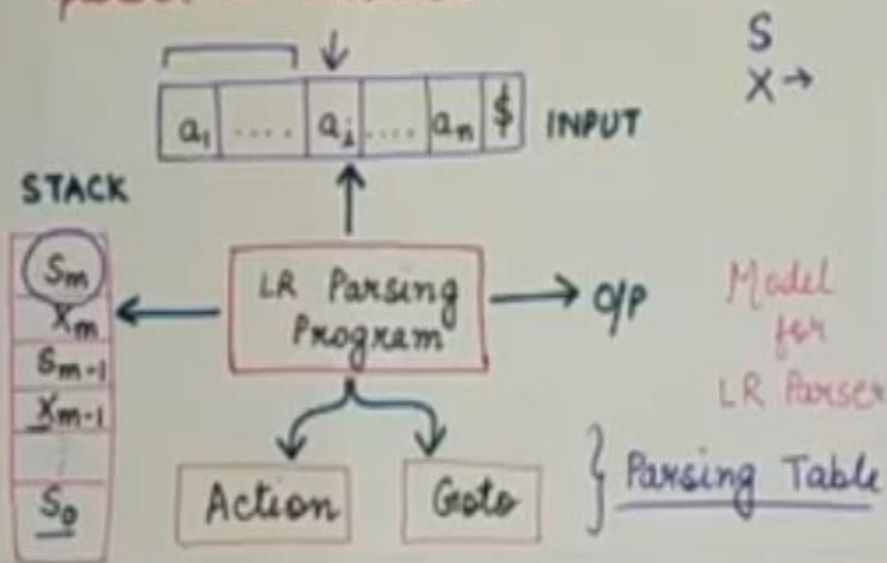 S
X →
a₁ .... aᵢ .... aₙ $ INPUT
STACK
Sₘ
Xₘ
Sₘ₋₁
Xₘ₋₁
S₀
LR Parsing
Program
O/P
Model
for
LR Parser
Action
Goto
} Parsing Table